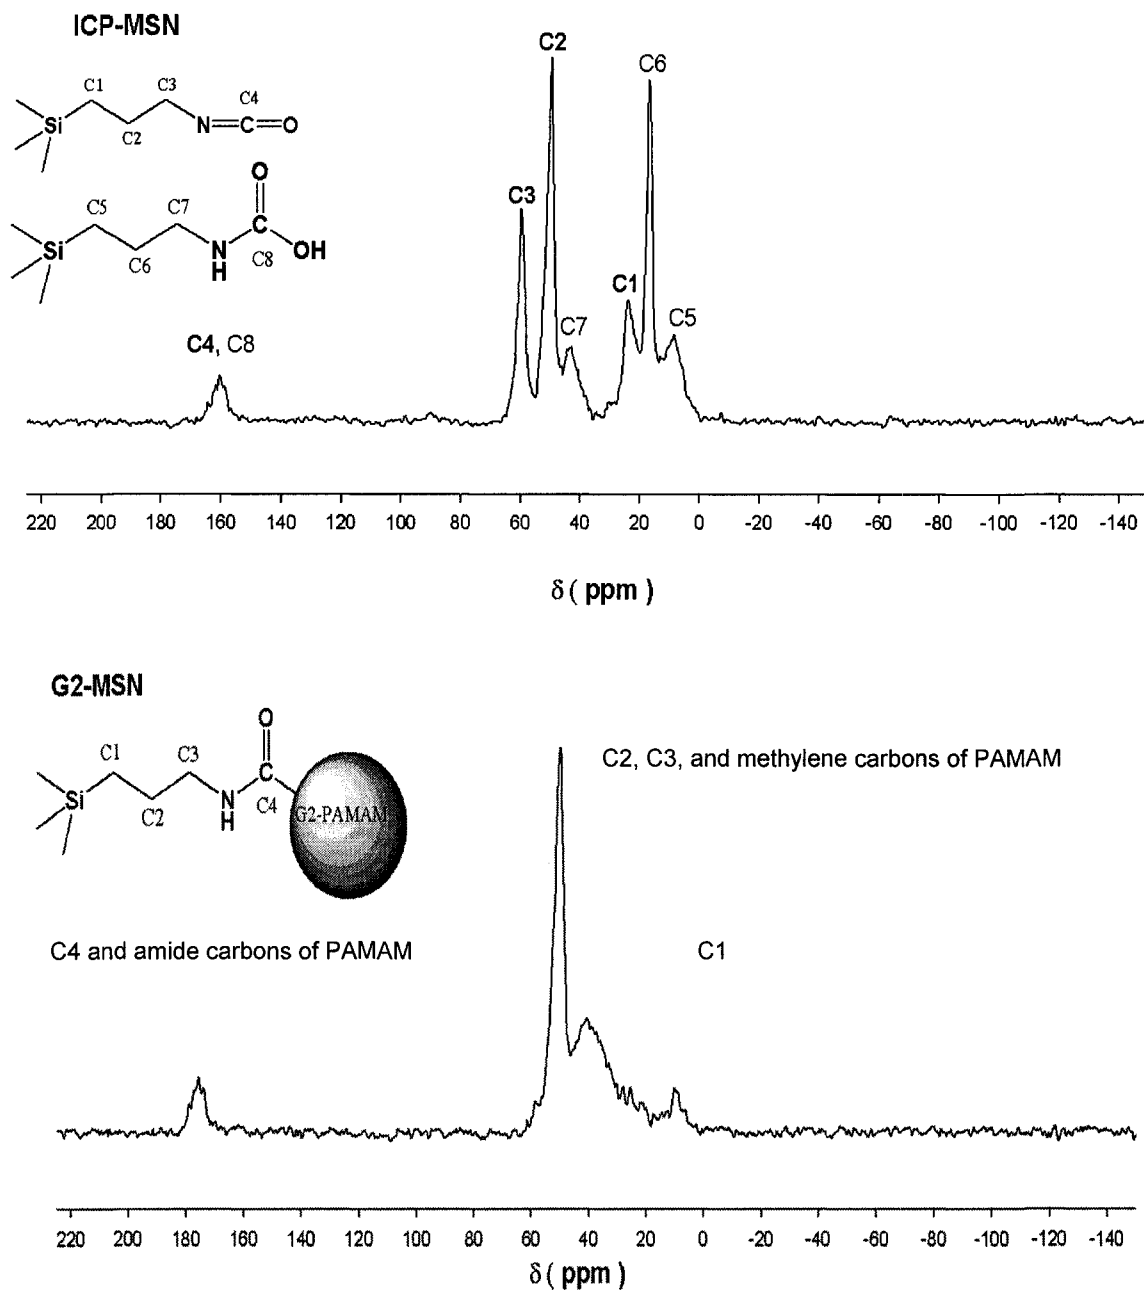 ICP-MSN
C1 C3 C4
Si N C O
C2
O
C5 C7
Si C
N OH
C6 H C8
C2
C6
C3
C1
C7 C5
C4, C8
220 200 180 160 140 120 100 80 60 40 20 0 -20 -40 -60 -80 -100 -120 -140
δ ( ppm )
G2-MSN
O
C1 C3
C
Si N C4 G2-PAMAM
C2 H
C2, C3, and methylene carbons of PAMAM
C4 and amide carbons of PAMAM
C1
220 200 180 160 140 120 100 80 60 40 20 0 -20 -40 -60 -80 -100 -120 -140
δ ( ppm )